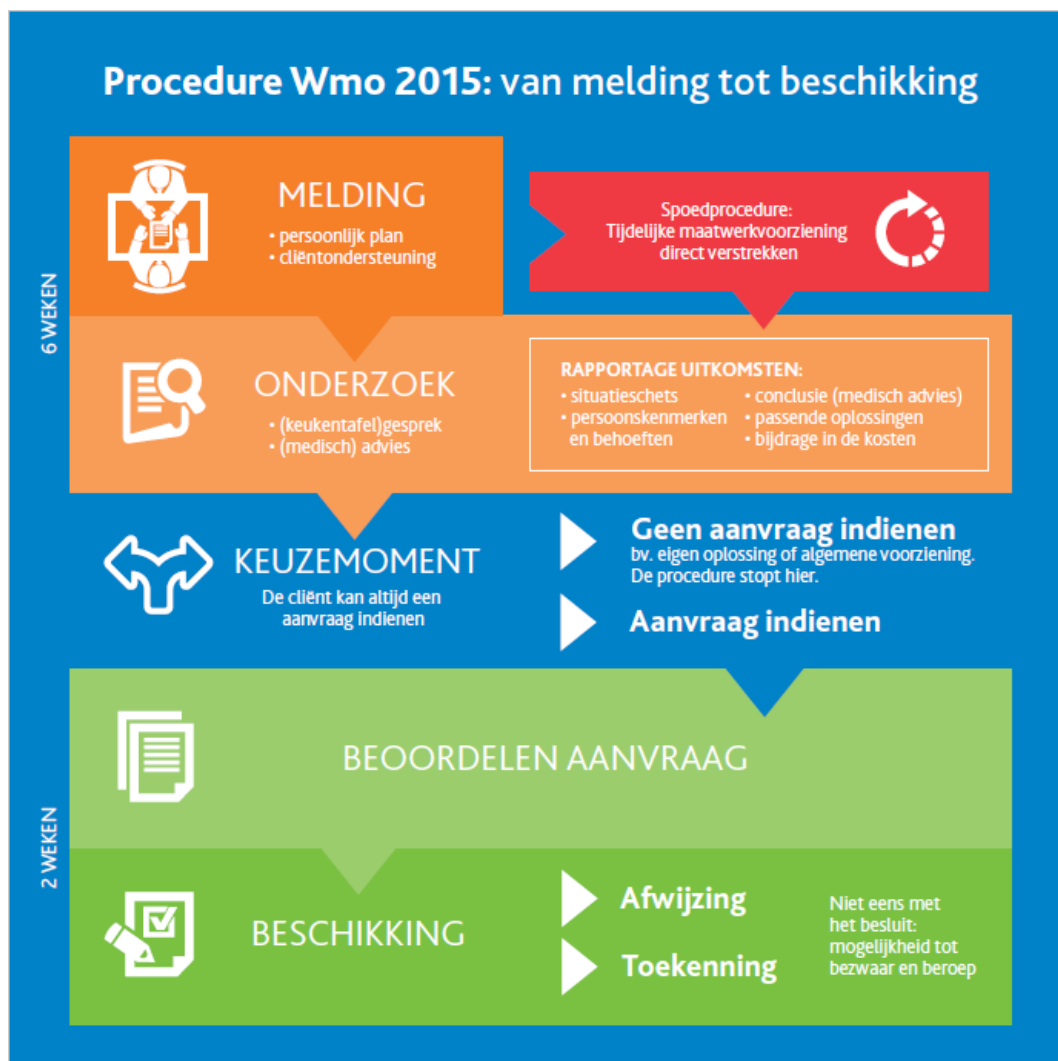 Procedure Wmo 2015: van melding tot beschikking
6 WEKEN
MELDING
• persoonlijk plan
• cliëntondersteuning
Spoedprocedure:
Tijdelijke maatwerkvoorziening
direct verstrekken
ONDERZOEK
• (keukentafel)gesprek
• (medisch) advies
RAPPORTAGE UITKOMSTEN:
• situatieschets
• persoonskenmerken
en behoeften
• conclusie (medisch advies)
• passende oplossingen
• bijdrage in de kosten
KEUZEMOMENT
De cliënt kan altijd een
aanvraag indienen
Geen aanvraag indienen
bv. eigen oplossing of algemene voorziening.
De procedure stopt hier.
Aanvraag indienen
2 WEKEN
BEOORDELEN AANVRAAG
BESCHIKKING
Afwijzing
Toekenning
Niet eens met
het besluit:
mogelijkheid tot
bezwaar en beroep